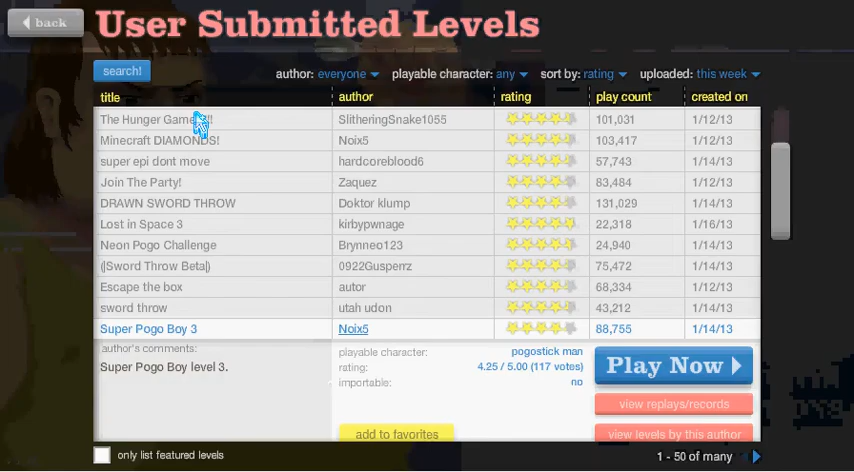 back
User Submitted Levels
search!
author: everyone playable character: any sort by: rating uploaded: this week
title author rating play count created on
The Hunger Game !! SlitheringSnake1055 101,031 1/12/13
Minecraft DIAMONDS! Noix5 103,417 1/12/13
super epi dont move hardcoreblood6 57,743 1/14/13
Join The Party! Zaquez 83,484 1/12/13
DRAWN SWORD THROW Doktor klump 131,029 1/14/13
Lost in Space 3 kirbypwnage 22,318 1/16/13
Neon Pogo Challenge Brynneo123 24,940 1/14/13
(|Sword Throw Beta|) 0922Gusperrz 75,472 1/14/13
Escape the box autor 68,334 1/12/13
sword throw utah udon 43,212 1/14/13
Super Pogo Boy 3 Noix5 88,755 1/14/13
author's comments:
Super Pogo Boy level 3.
playable character: pogostick man
rating: 4.25 / 5.00 (117 votes)
importable: no
add to favorites
Play Now
view replays/records
view levels by this author
only list featured levels
1 - 50 of many